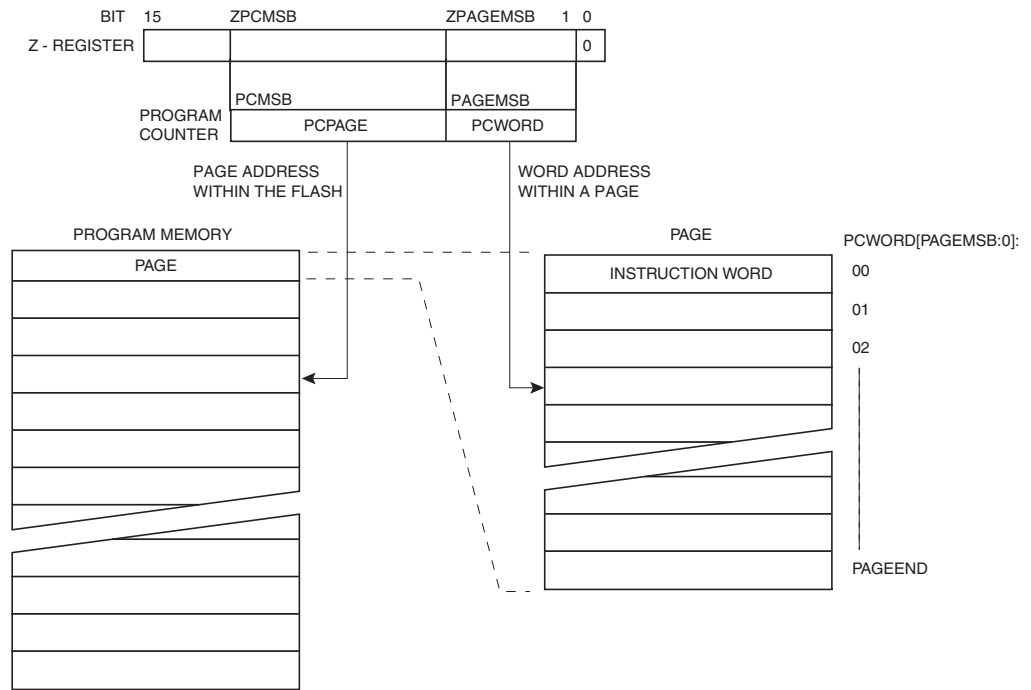 BIT 15 ZPCMSB ZPAGEMSB 1 0
Z - REGISTER 0
PCMSB PAGEMSB
PROGRAM
COUNTER
PCPAGE PCWORD
PAGE ADDRESS
WITHIN THE FLASH
WORD ADDRESS
WITHIN A PAGE
PROGRAM MEMORY
PAGE
PAGE
PCWORD[PAGEMSB:0]:
INSTRUCTION WORD
00
01
02
PAGEEND